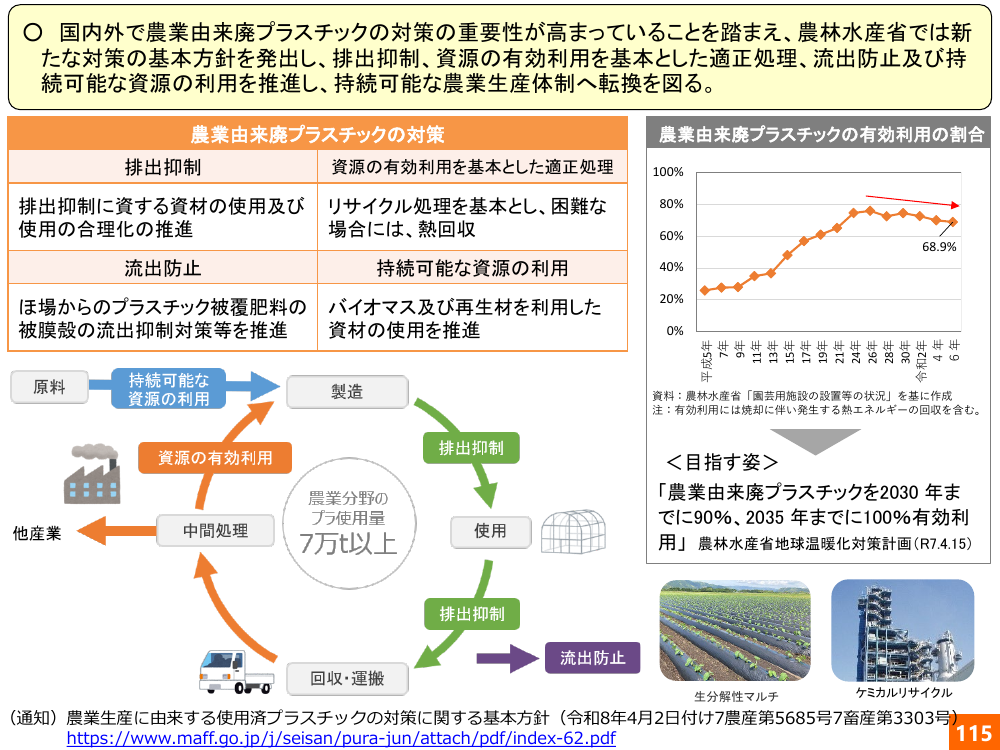 ○ 国内外で農業由来廃プラスチックの対策の重要性が高まっていることを踏まえ、農林水産省では新
たな対策の基本方針を発出し、排出抑制、資源の有効利用を基本とした適正処理、流出防止及び持
続可能な資源の利用を推進し、持続可能な農業生産体制へ転換を図る。
農業由来廃プラスチックの対策
排出抑制
資源の有効利用を基本とした適正処理
排出抑制に資する資材の使用及び
使用の合理化の推進
リサイクル処理を基本とし、困難な
場合には、熱回収
流出防止
持続可能な資源の利用
ほ場からのプラスチック被覆肥料の
被膜殻の流出抑制対策等を推進
バイオマス及び再生材を利用した
資材の使用を推進
原料
持続可能な
資源の利用
製造
排出抑制
資源の有効利用
農業分野の
プラ使用量
7万t以上
他産業
中間処理
使用
排出抑制
流出防止
回収・運搬
農業由来廃プラスチックの有効利用の割合
100%
80%
60%
40%
20%
0%
68.9%
平成5年
7年
9年
11年
13年
15年
17年
19年
21年
24年
26年
28年
30年
令和2年
4年
6年
資料：農林水産省「園芸用施設の設置等の状況」を基に作成
注：有効利用には焼却に伴い発生する熱エネルギーの回収を含む。
＜目指す姿＞
「農業由来廃プラスチックを2030 年ま
でに90％、2035 年までに100％有効利
用」 農林水産省地球温暖化対策計画（R7.4.15）
生分解性マルチ
ケミカルリサイクル
（通知）農業生産に由来する使用済プラスチックの対策に関する基本方針（令和8年4月2日付け7農産第5685号7畜産第3303号）
https://www.maff.go.jp/j/seisan/pura-jun/attach/pdf/index-62.pdf
115